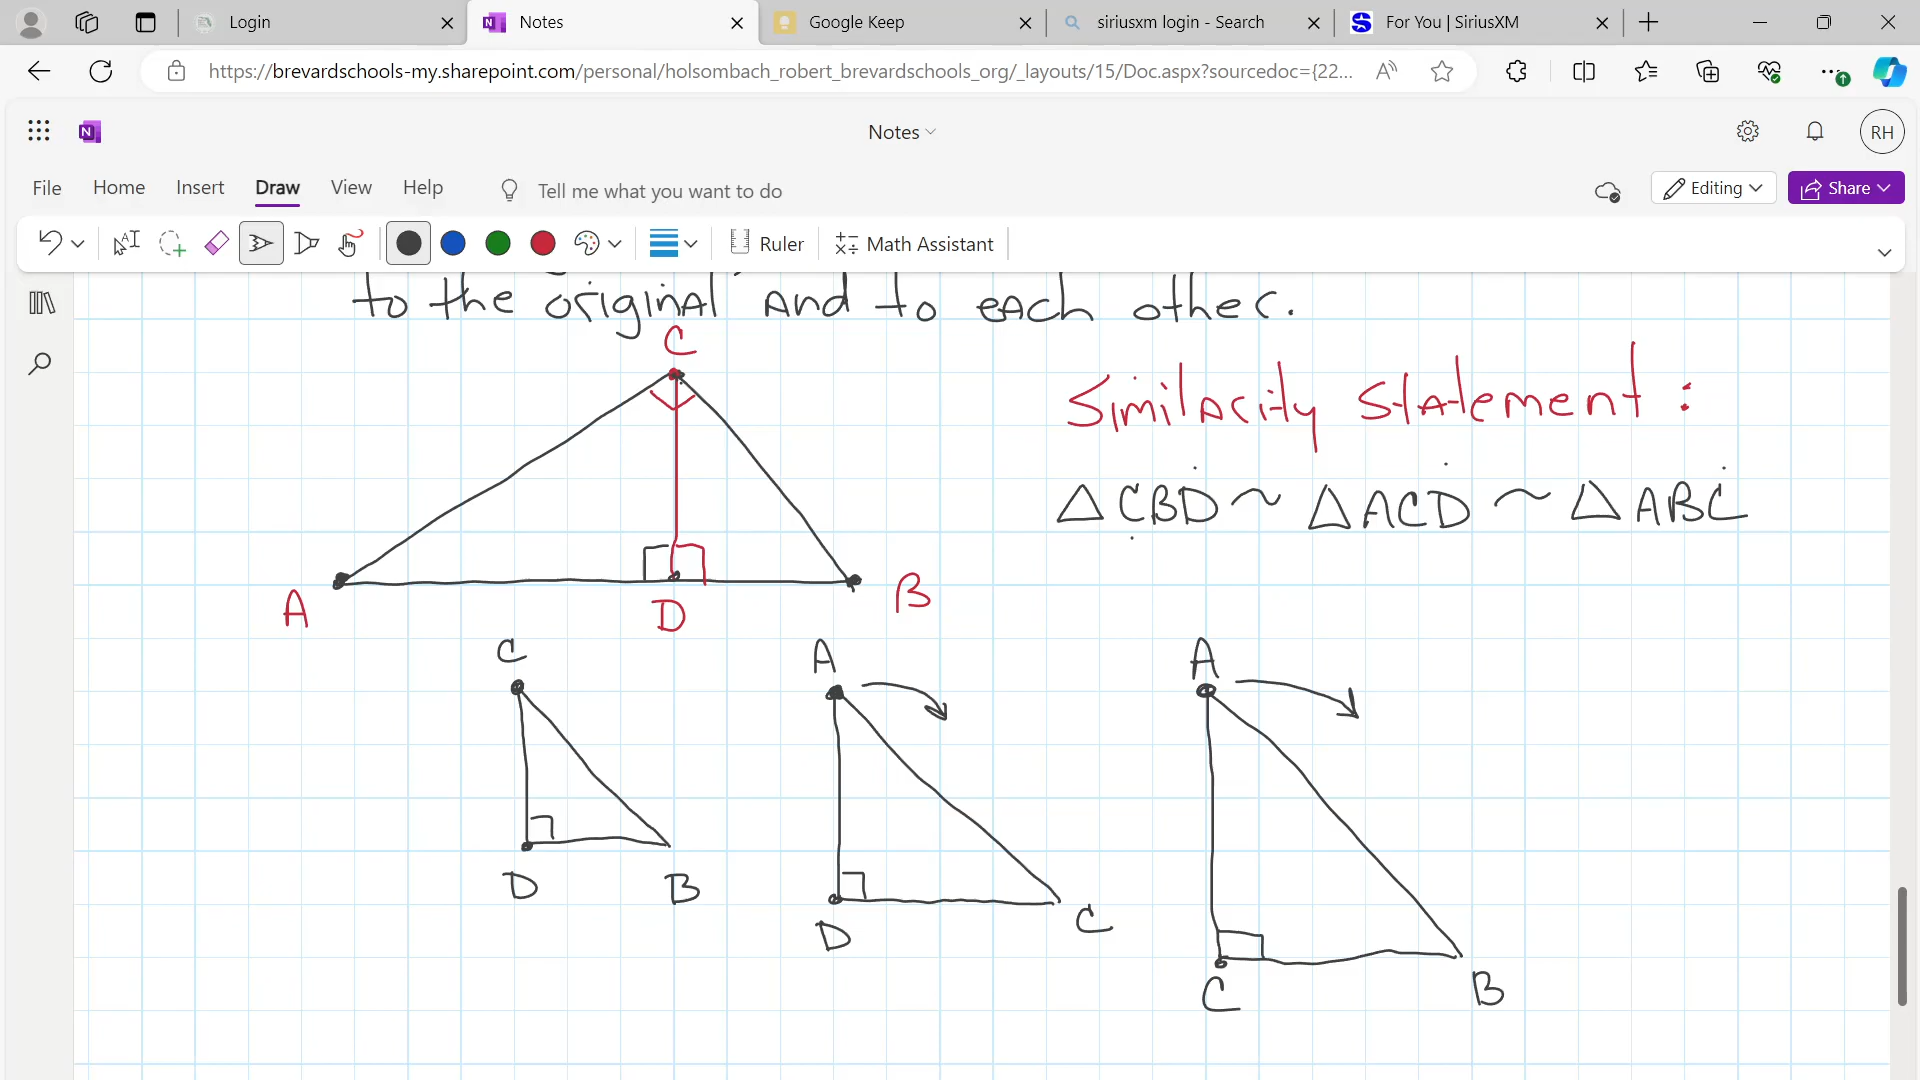 Login
Notes
Google Keep
siriusxm login - Search
For You | SiriusXM
https://brevardschools-my.sharepoint.com/personal/holsombach_robert_brevardschools_org/_layouts/15/Doc.aspx?sourcedoc={22...
Notes
RH
File Home Insert Draw View Help Tell me what you want to do
Editing Share
Ruler Math Assistant
to the original and to each other.
C
Similarity Statement:
△CBD ~ △ACD ~ △ABC
A D B
C A A
D B
D C
C B